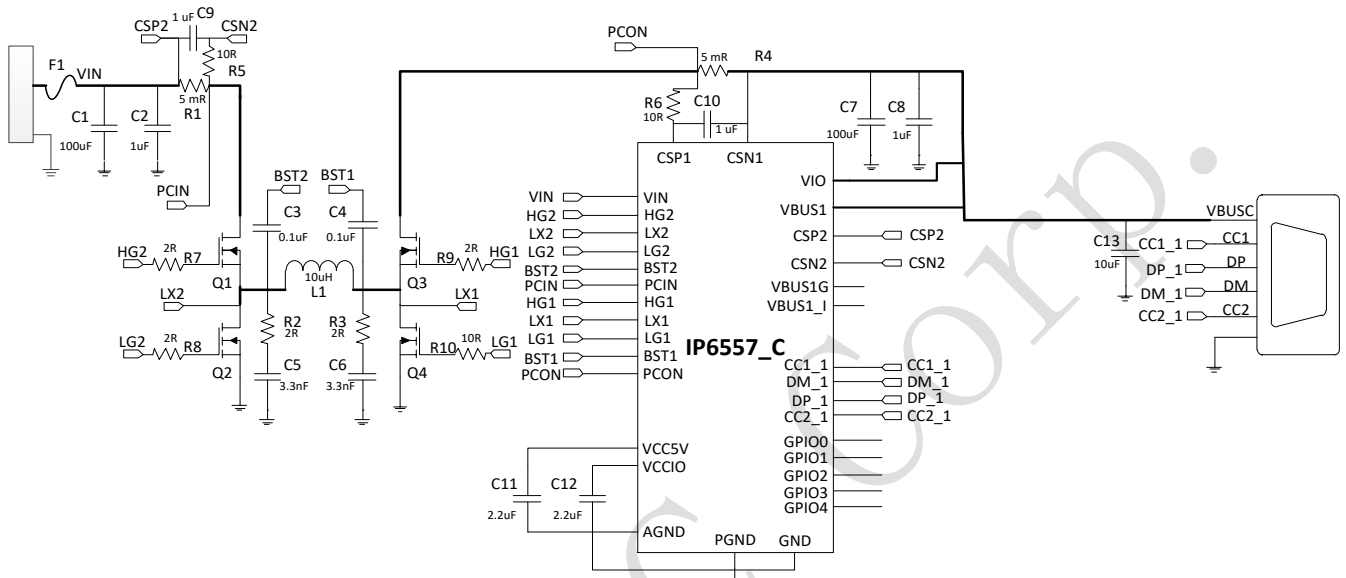 1 uF C9
CSP2 CSN2
10R
F1 VIN R5
5 mR
R1
C1 C2
100uF 1uF
PCIN
PCON
5 mR R4
R6 C10
10R 1 uF
C7 C8
100uF 1uF
CSP1 CSN1
BST2 BST1
C3 C4
0.1uF 0.1uF
HG2 2R R7
Q1
R9 2R HG1
Q3
10uH
L1
LX2 LX1
R2 R3
2R 2R
LG2 2R R8
Q2
R10 10R LG1
Q4
C5 C6
3.3nF 3.3nF
VIN VIN
HG2 HG2
LX2 LX2
LG2 LG2
BST2 BST2
PCIN PCIN
HG1 HG1
LX1 LX1
LG1 LG1
BST1 BST1
PCON PCON
IP6557_C
VCC5V
VCCIO
C11 C12
2.2uF 2.2uF
AGND
PGND GND
VIO
VBUS1
CSP2 CSP2
CSN2 CSN2
VBUS1G
VBUS1_I
CC1_1 CC1_1
DM_1 DM_1
DP_1 DP_1
CC2_1 CC2_1
GPIO0
GPIO1
GPIO2
GPIO3
GPIO4
C13
10uF
VBUSC
CC1_1 CC1
DP_1 DP
DM_1 DM
CC2_1 CC2
Corp.